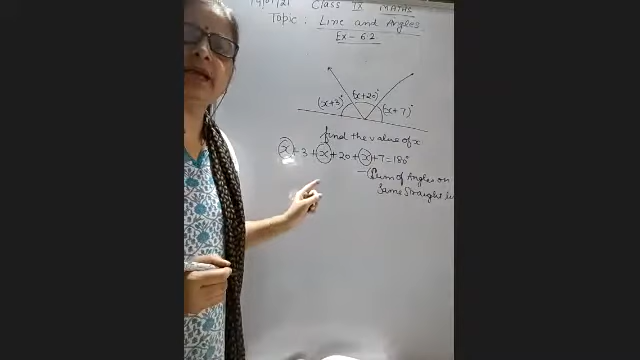 Class IX MATHS
Topic : Line and Angles
Ex - 6.2
(x+3)° (x+20)° (x+7)°
find the value of x
x + 3 + x + 20 + x + 7 = 180°
Sum of Angles on
Same Straight